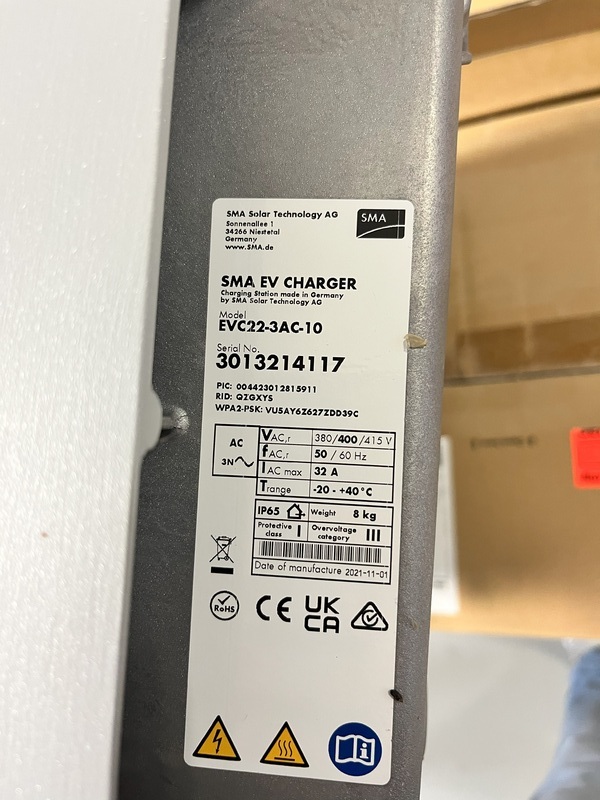 SMA Solar Technology AG
Sonnenallee 1
34266 Niestetal
Germany
www.SMA.de
SMA
SMA EV CHARGER
Charging Station made in Germany
by SMA Solar Technology AG
Model
EVC22-3AC-10
Serial No.
3013214117
PIC: 004423012815911
RID: QZGXYS
WPA2-PSK: VU5AY6Z627ZDD39C
AC
3N
VAC,r 380/400/415 V
fAC,r 50 / 60 Hz
IAC max 32 A
Trange -20 - +40°C
IP65 Weight 8 kg
Protective class I Overvoltage category III
Date of manufacture 2021-11-01
RoHS
CE
UK
CA
i